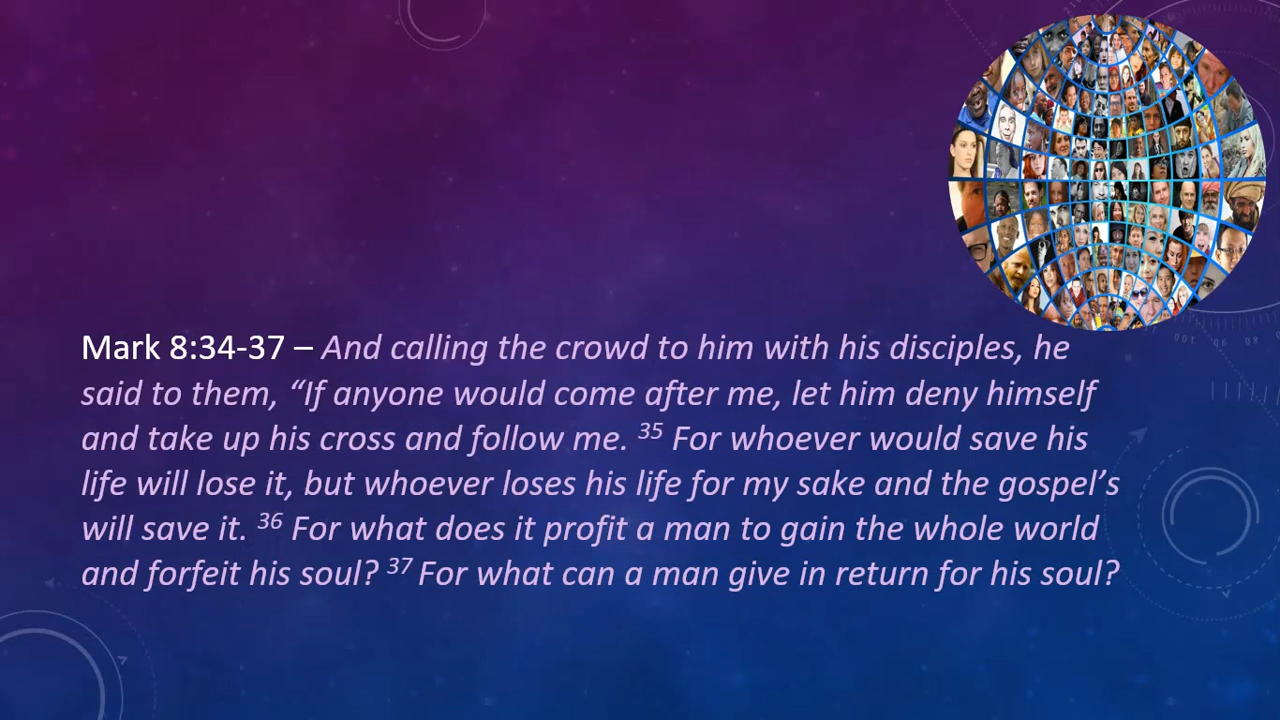 Mark 8:34-37 – And calling the crowd to him with his disciples, he
said to them, “If anyone would come after me, let him deny himself
and take up his cross and follow me. 35 For whoever would save his
life will lose it, but whoever loses his life for my sake and the gospel’s
will save it. 36 For what does it profit a man to gain the whole world
and forfeit his soul? 37 For what can a man give in return for his soul?